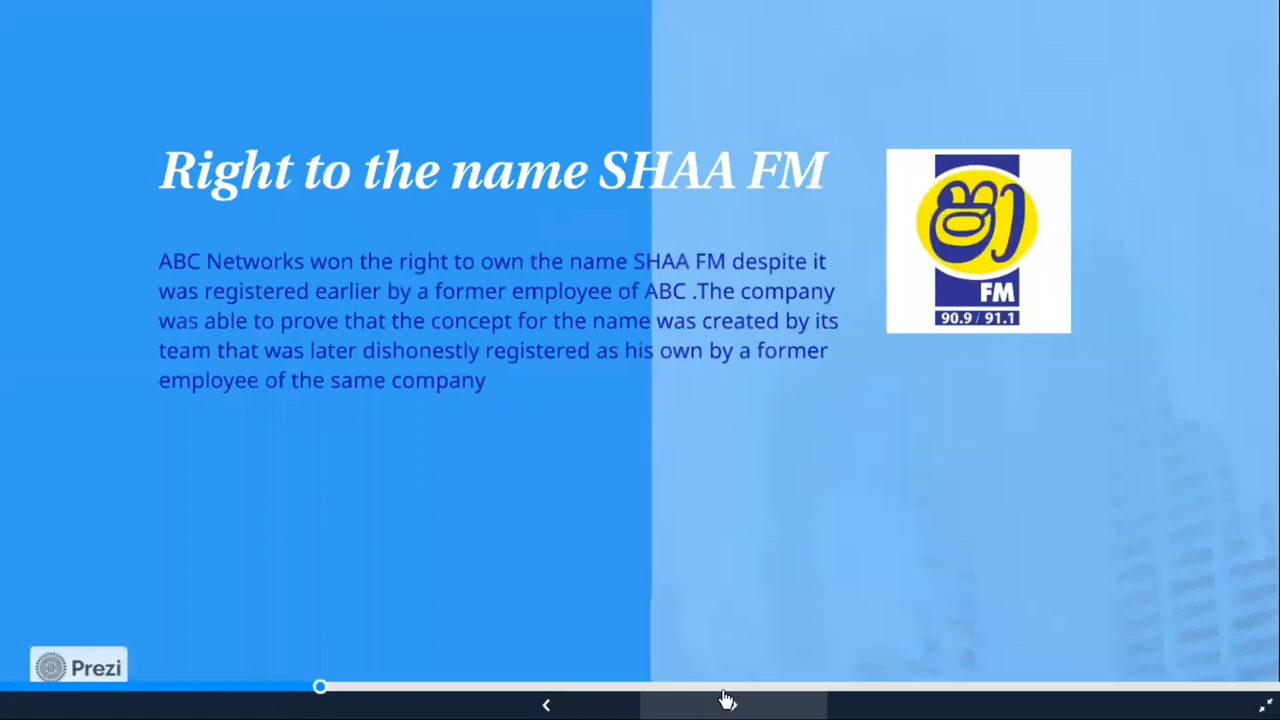 Right to the name SHAA FM
ABC Networks won the right to own the name SHAA FM despite it
was registered earlier by a former employee of ABC .The company
was able to prove that the concept for the name was created by its
team that was later dishonestly registered as his own by a former
employee of the same company
ෂා
FM
90.9 / 91.1
Prezi